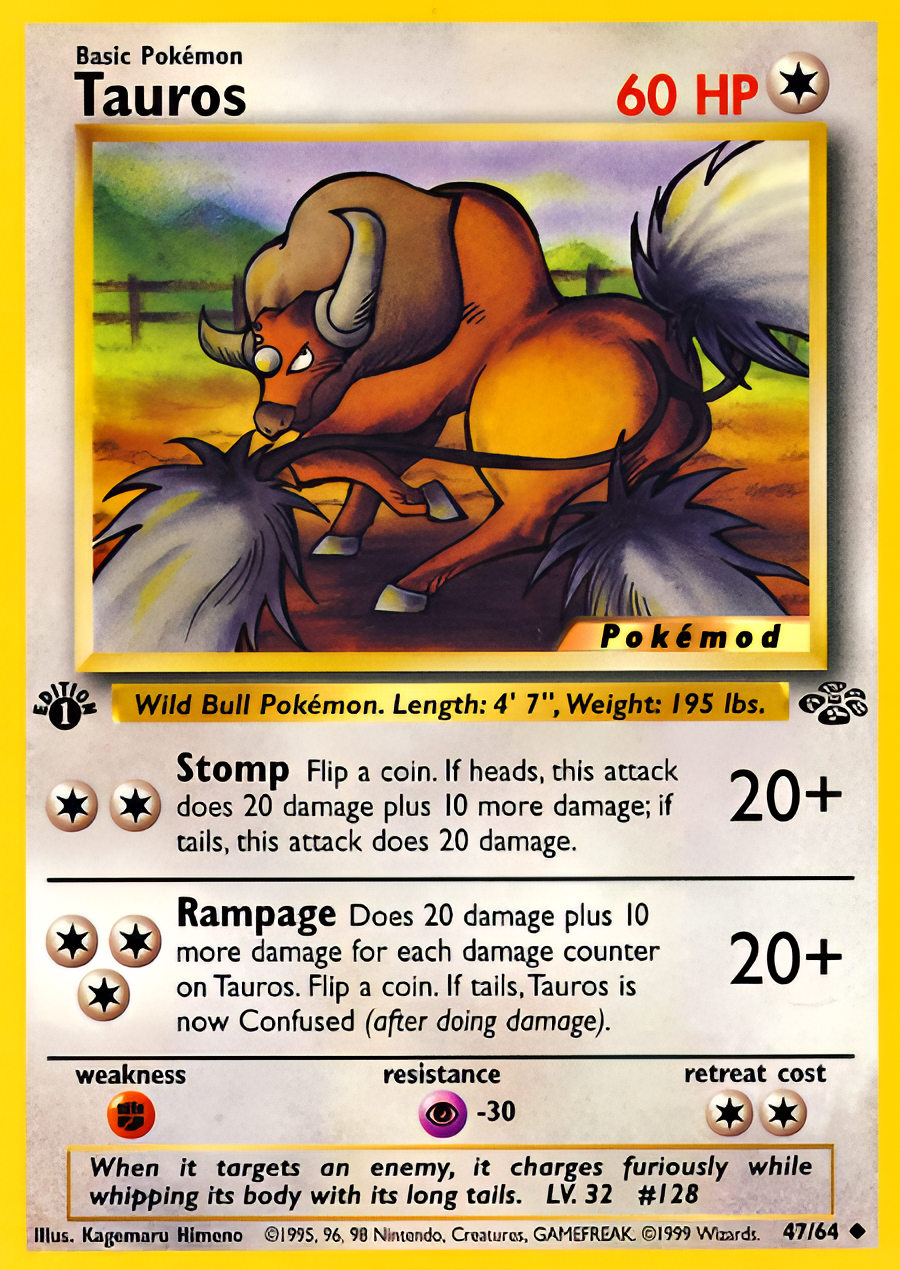 Basic Pokémon
Tauros
60 HP
Pokémod
EDITION
1
Wild Bull Pokémon. Length: 4' 7", Weight: 195 lbs.
Stomp Flip a coin. If heads, this attack
does 20 damage plus 10 more damage; if
tails, this attack does 20 damage.
20+
Rampage Does 20 damage plus 10
more damage for each damage counter
on Tauros. Flip a coin. If tails, Tauros is
now Confused (after doing damage).
20+
weakness
resistance
retreat cost
-30
When it targets an enemy, it charges furiously while
whipping its body with its long tails. LV. 32 #128
Illus. Kagemaru Himeno ©1995, 96, 98 Nintendo, Creatures, GAMEFREAK. ©1999 Wizards. 47/64